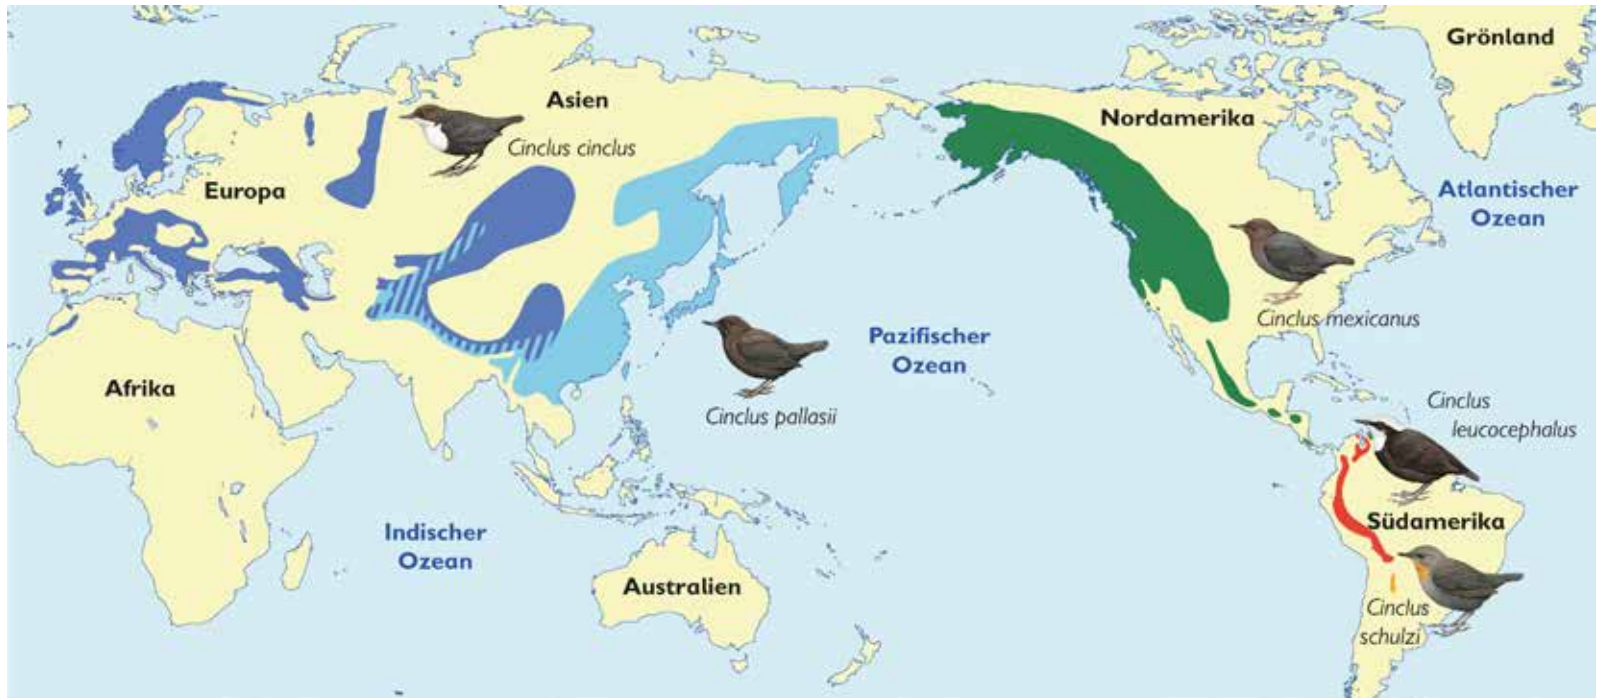 Grönland
Asien
Nordamerika
Cinclus cinclus
Europa
Atlantischer
Ozean
Cinclus mexicanus
Pazifischer
Ozean
Afrika
Cinclus pallasii
Cinclus
leucocephalus
Südamerika
Indischer
Ozean
Australien
Cinclus
schulzi